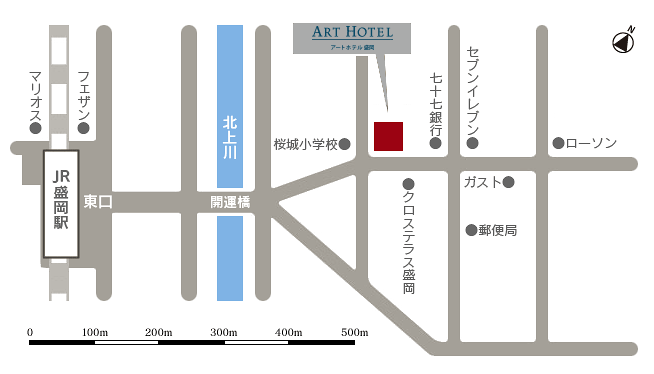 ART HOTEL
アートホテル盛岡
N
マリオス
フェザン
北上川
桜城小学校
七十七銀行
セブンイレブン
ローソン
JR盛岡駅
東口
開運橋
クロステラス盛岡
ガスト
郵便局
0 100m 200m 300m 400m 500m